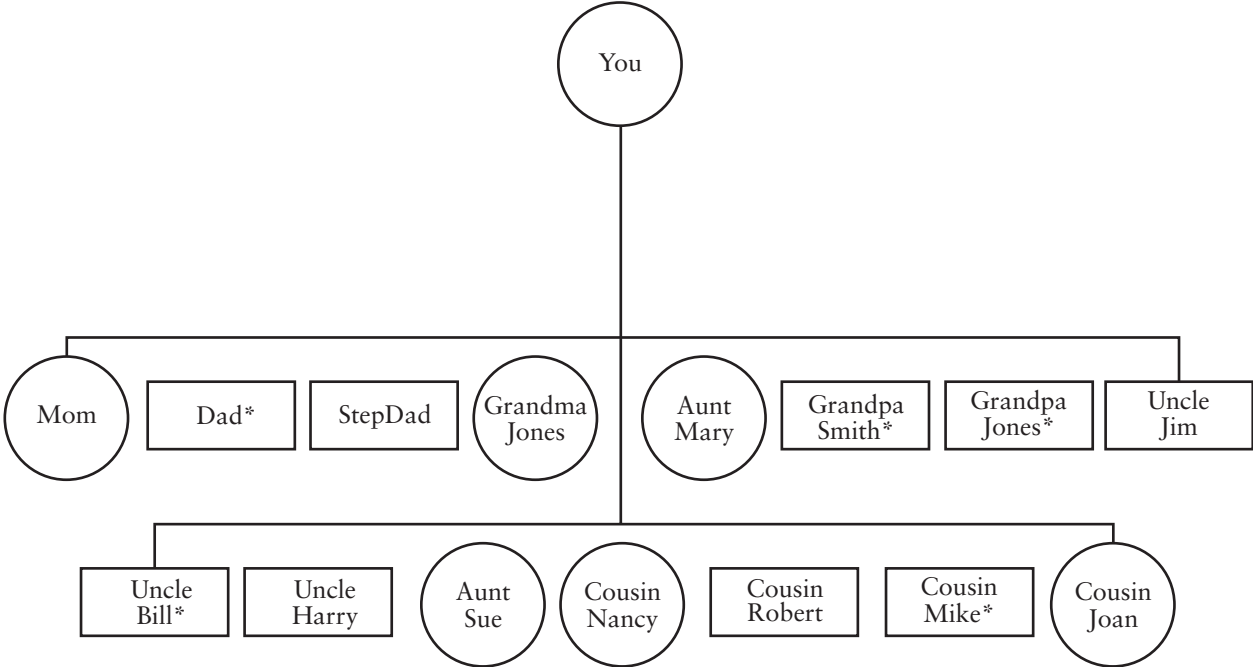 You
Mom
Dad*
StepDad
Grandma
Jones
Aunt
Mary
Grandpa
Smith*
Grandpa
Jones*
Uncle
Jim
Uncle
Bill*
Uncle
Harry
Aunt
Sue
Cousin
Nancy
Cousin
Robert
Cousin
Mike*
Cousin
Joan